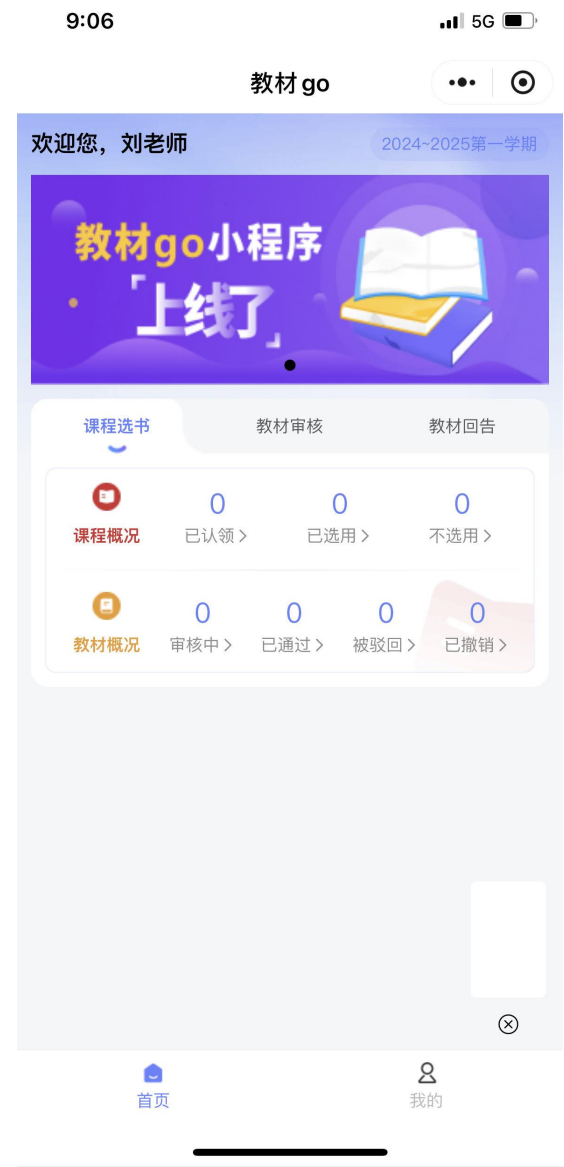 9:06 5G
教材go
欢迎您，刘老师 2024~2025第一学期
教材go小程序
「上线了」
课程选书 教材审核 教材回告
0 0 0
课程概况 已认领 已选用 不选用
0 0 0 0
教材概况 审核中 已通过 被驳回 已撤销
首页 我的